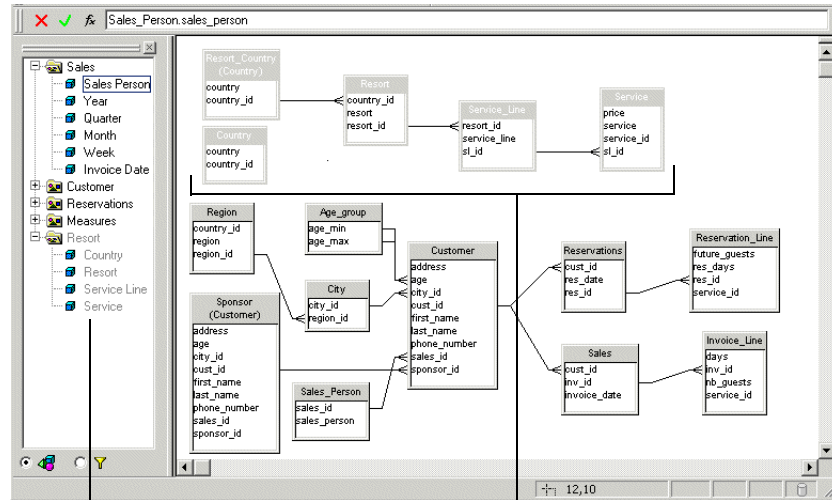 fx Sales_Person.sales_person
Sales
Sales Person
Year
Quarter
Month
Week
Invoice Date
Customer
Reservations
Measures
Resort
Country
Resort
Service Line
Service
Resort_Country
(Country)
country
country_id
Country
country
country_id
Resort
country_id
resort
resort_id
Service_Line
resort_id
service_line
sl_id
Service
price
service
service_id
sl_id
Region
country_id
region
region_id
Age_group
age_min
age_max
City
city_id
region_id
Customer
address
age
city_id
cust_id
first_name
last_name
phone_number
sales_id
sponsor_id
Sponsor
(Customer)
address
age
city_id
cust_id
first_name
last_name
phone_number
sales_id
sponsor_id
Sales_Person
sales_id
sales_person
Reservations
cust_id
res_date
res_id
Reservation_Line
future_guests
res_days
res_id
service_id
Sales
cust_id
inv_id
invoice_date
Invoice_Line
days
inv_id
nb_guests
service_id
12,10